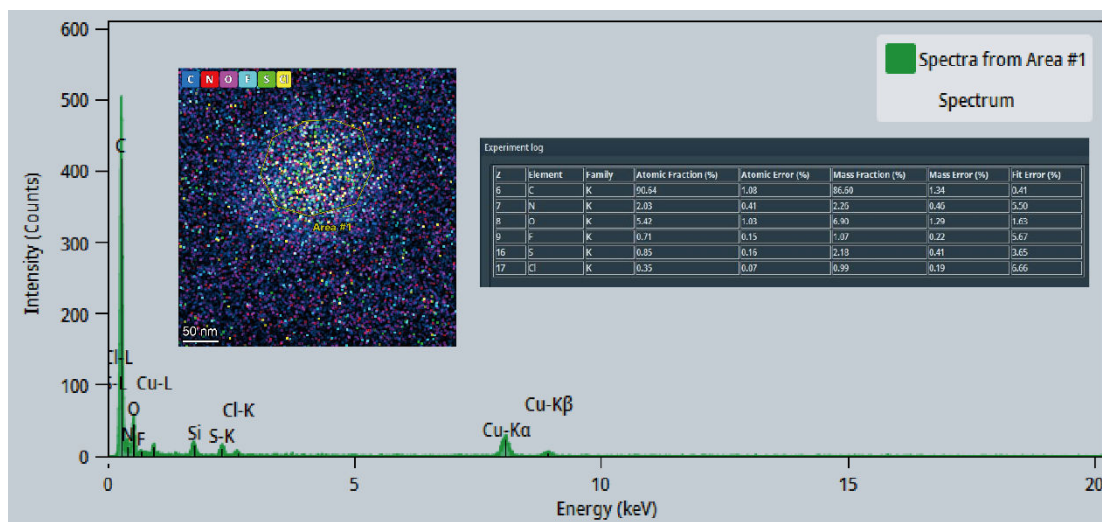 600
500
400
300
200
100
0
Intensity (Counts)
C N O F S Cl
Area #1
50 nm
Spectra from Area #1
Spectrum
Experiment log
Z Element Family Atomic Fraction (%) Atomic Error (%) Mass Fraction (%) Mass Error (%) Fit Error (%)
6 C K 90.64 1.08 86.60 1.34 0.41
7 N K 2.03 0.41 2.26 0.46 5.50
8 O K 5.42 1.03 6.90 1.29 1.63
9 F K 0.71 0.15 1.07 0.22 5.67
16 S K 0.85 0.16 2.18 0.41 3.65
17 Cl K 0.35 0.07 0.99 0.19 6.66
C
Cl-L
S-L
Cu-L
O
N
F
Si
S-K
Cl-K
Cu-Kα
Cu-Kβ
0 5 10 15 20
Energy (keV)